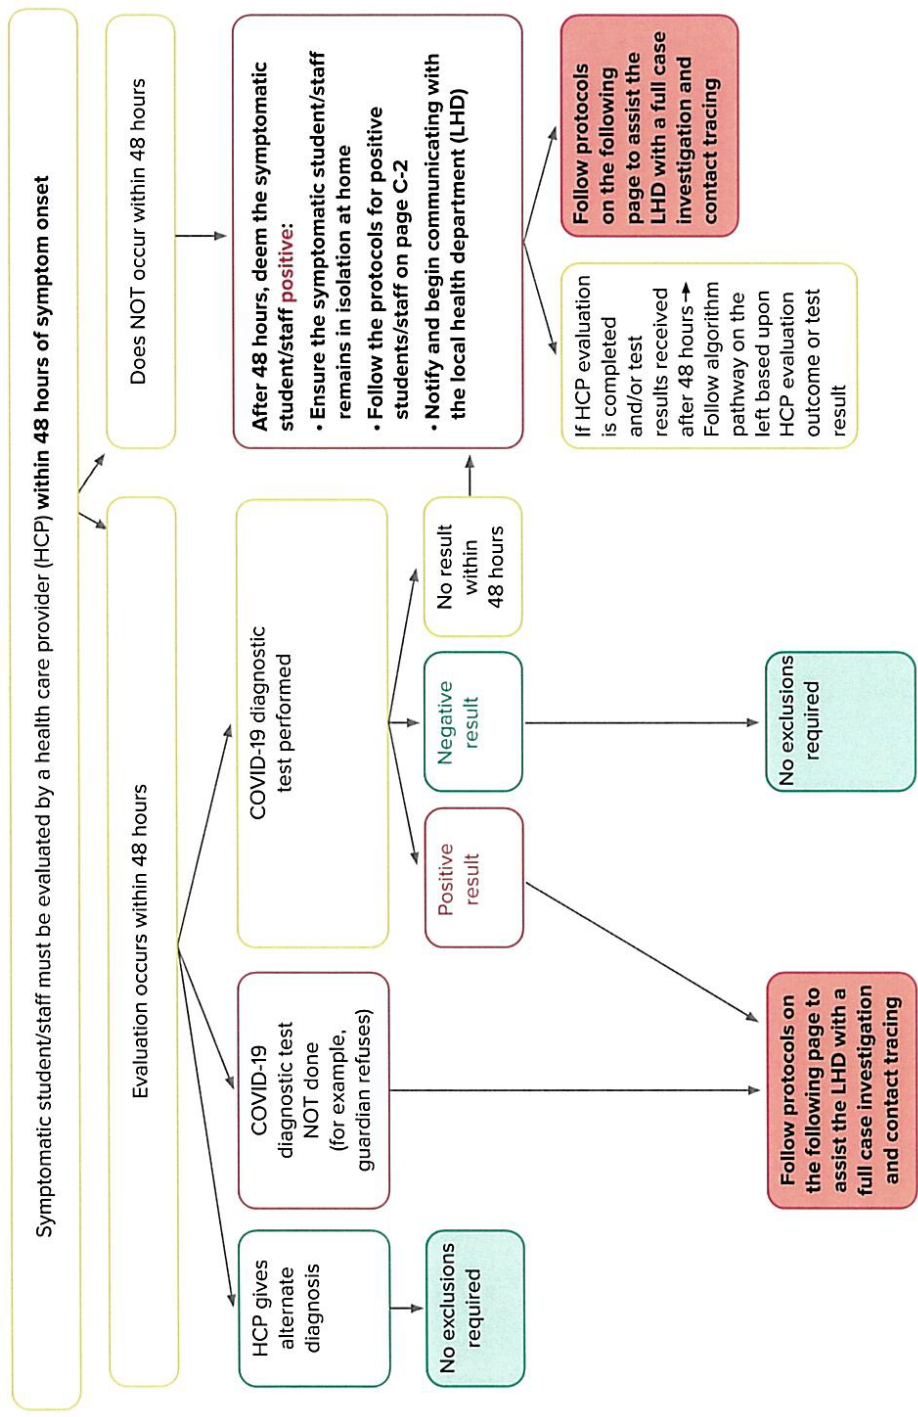 Symptomatic student/staff must be evaluated by a health care provider (HCP) within 48 hours of symptom onset
Evaluation occurs within 48 hours
Does NOT occur within 48 hours
HCP gives
alternate
diagnosis
COVID-19
diagnostic test
NOT done
(for example,
guardian refuses)
COVID-19 diagnostic
test performed
After 48 hours, deem the symptomatic
student/staff positive:
• Ensure the symptomatic student/staff
remains in isolation at home
• Follow the protocols for positive
students/staff on page C-2
• Notify and begin communicating with
the local health department (LHD)
No exclusions
required
Positive
result
Negative
result
No result
within
48 hours
If HCP evaluation
is completed
and/or test
results received
after 48 hours→
Follow algorithm
pathway on the
left based upon
HCP evaluation
outcome or test
result
Follow protocols
on the following
page to assist the
LHD with a full case
investigation and
contact tracing
Follow protocols on
the following page to
assist the LHD with a
full case investigation
and contact tracing
No exclusions
required